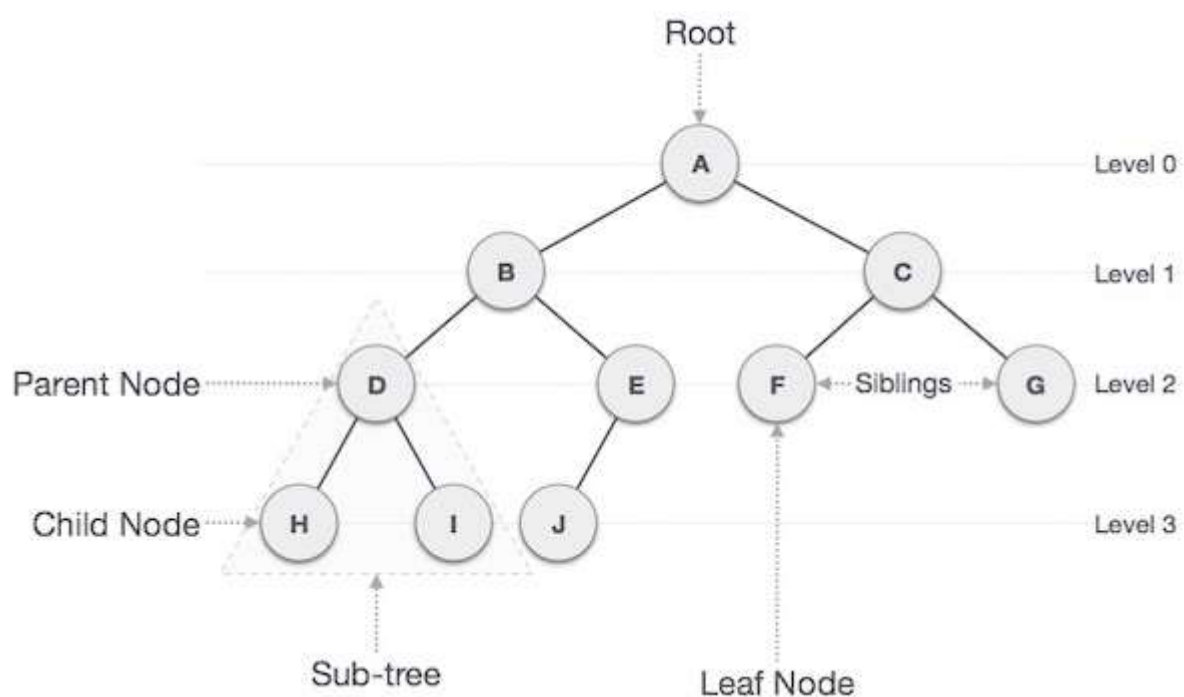 Root
A
Level 0
B
C
Level 1
Parent Node
D
E
F
Siblings
G
Level 2
Child Node
H
I
J
Level 3
Sub-tree
Leaf Node